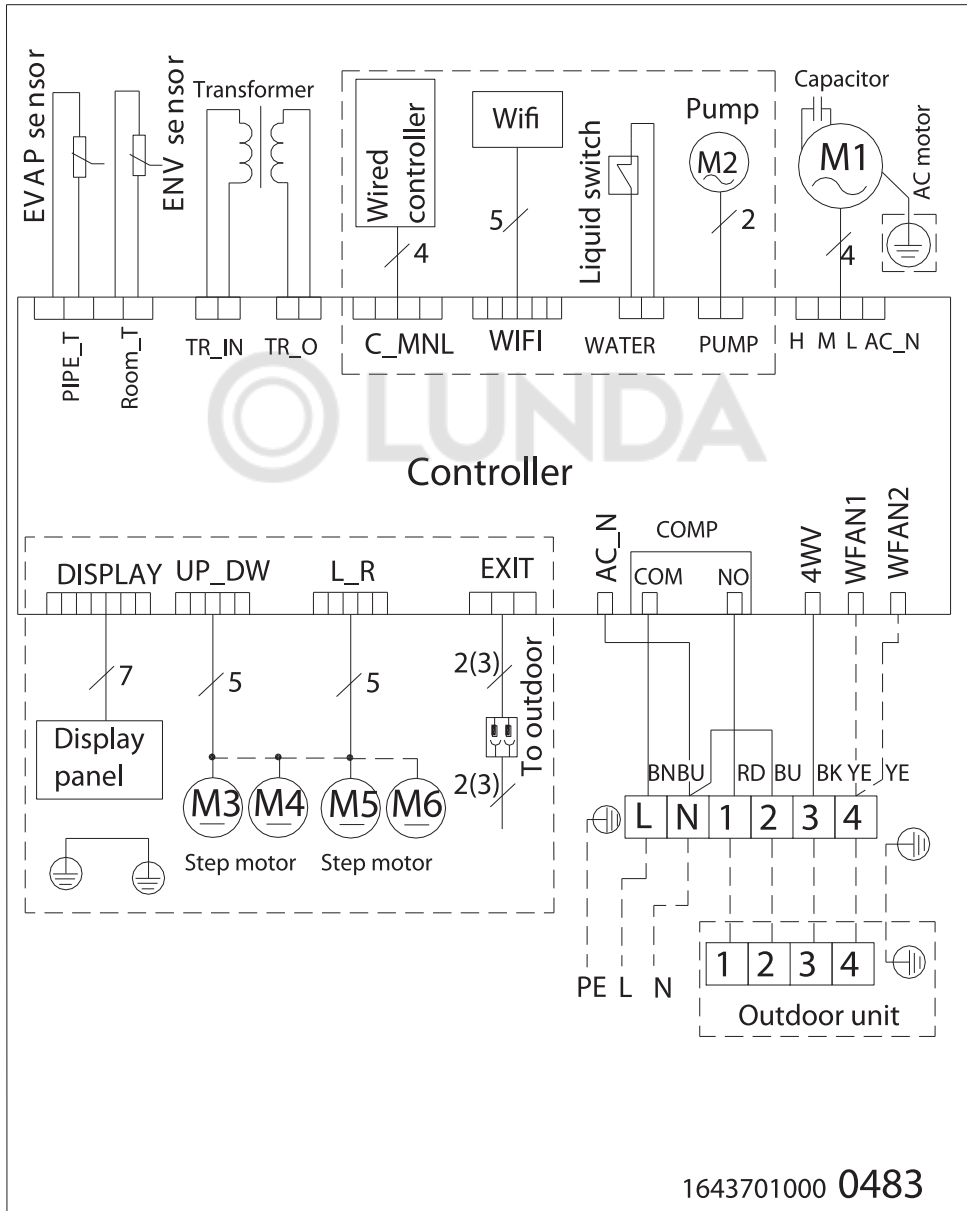 EVAP sensor
ENV sensor
Transformer
Wired
controller
4
Wifi
5
Liquid switch
Pump
M2
2
Capacitor
M1
4
AC motor
PIPE_T
Room_T
TR_IN
TR_O
C_MNL
WIFI
WATER
PUMP
H M L AC_N
LUNDA
Controller
DISPLAY
UP_DW
L_R
EXIT
AC_N
COMP
COM
NO
4WV
WFAN1
WFAN2
7
5
5
2(3)
To outdoor
2(3)
Display
panel
M3
M4
M5
M6
Step motor
Step motor
BN BU RD BU BK YE YE
L N 1 2 3 4
PE L N
1 2 3 4
Outdoor unit
1643701000 0483